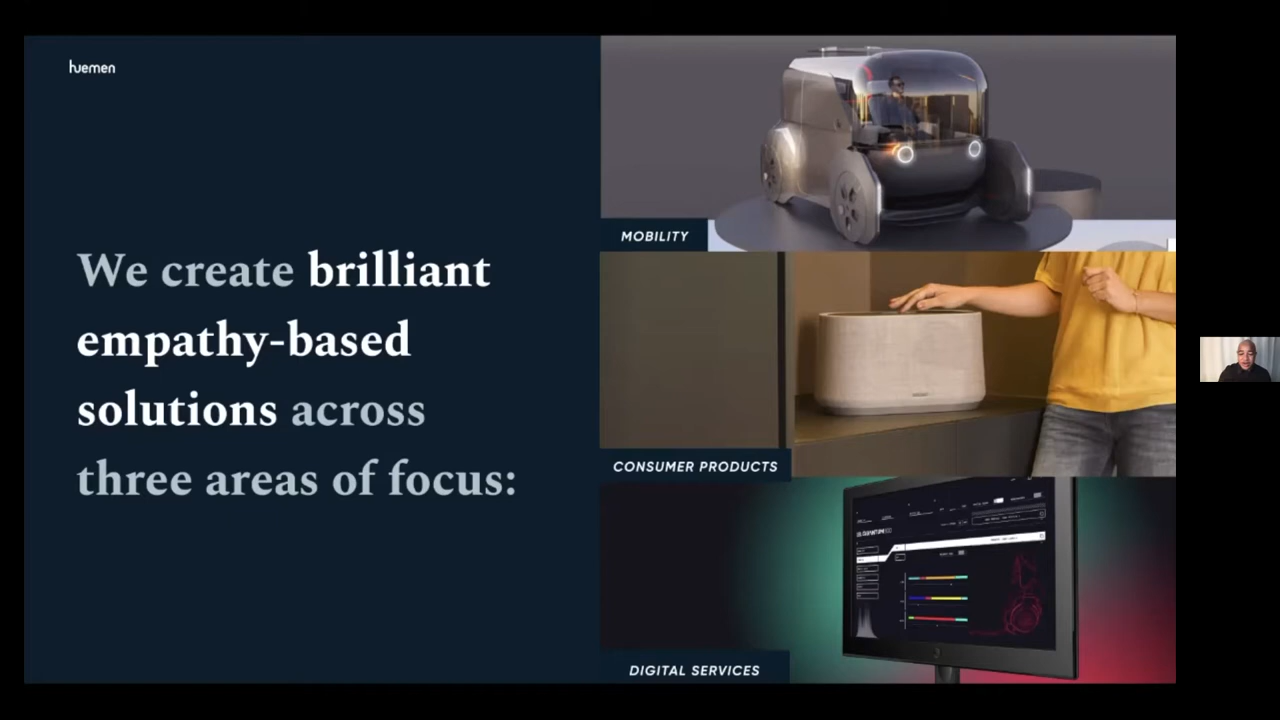 huemen
We create brilliant
empathy-based
solutions across
three areas of focus:
MOBILITY
CONSUMER PRODUCTS
DIGITAL SERVICES